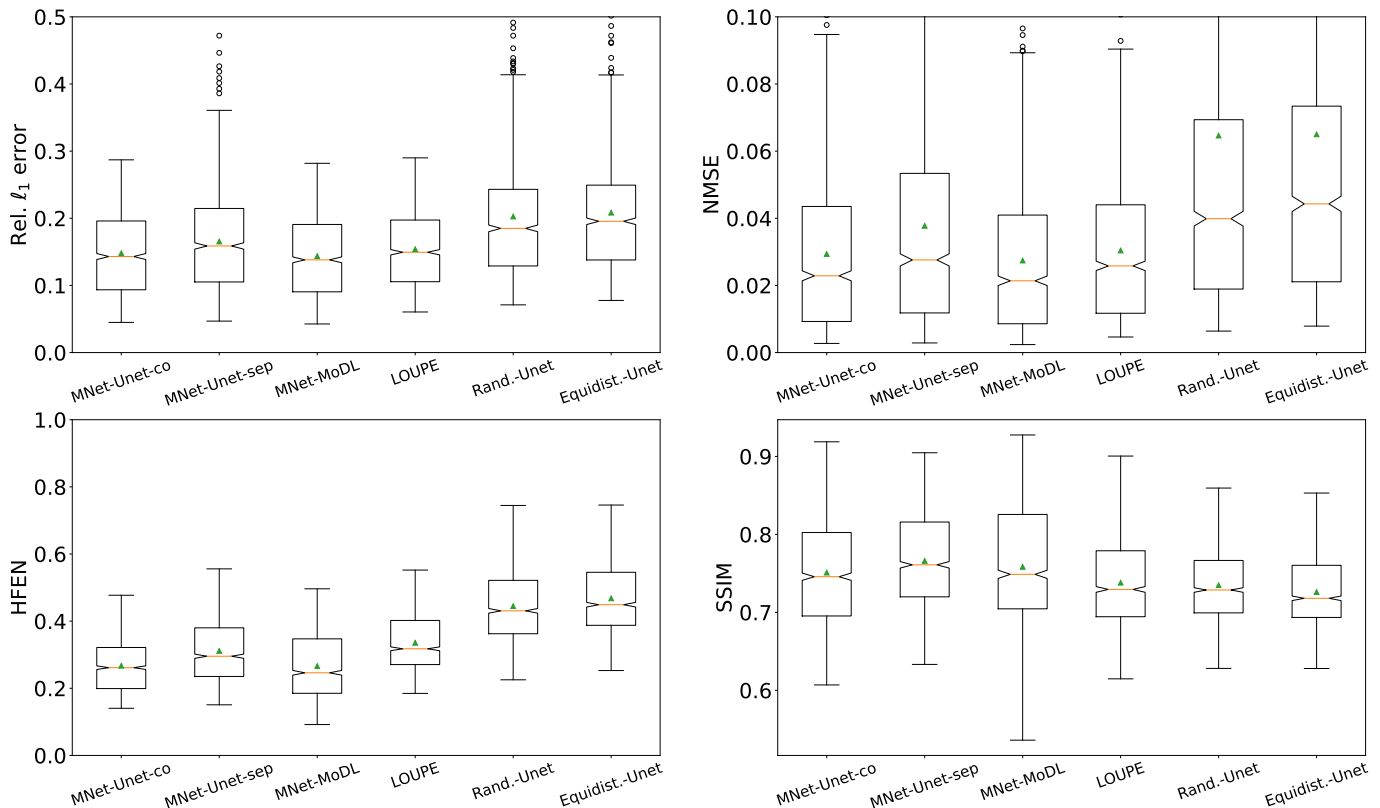 0.5
0.4
0.3
0.2
0.1
0.0
Rel. ℓ₁ error
MNet-Unet-co
MNet-Unet-sep
MNet-MoDL
LOUPE
Rand.-Unet
Equidist.-Unet
0.10
0.08
0.06
0.04
0.02
0.00
NMSE
MNet-Unet-co
MNet-Unet-sep
MNet-MoDL
LOUPE
Rand.-Unet
Equidist.-Unet
1.0
0.8
0.6
0.4
0.2
0.0
HFEN
MNet-Unet-co
MNet-Unet-sep
MNet-MoDL
LOUPE
Rand.-Unet
Equidist.-Unet
0.9
0.8
0.7
0.6
SSIM
MNet-Unet-co
MNet-Unet-sep
MNet-MoDL
LOUPE
Rand.-Unet
Equidist.-Unet